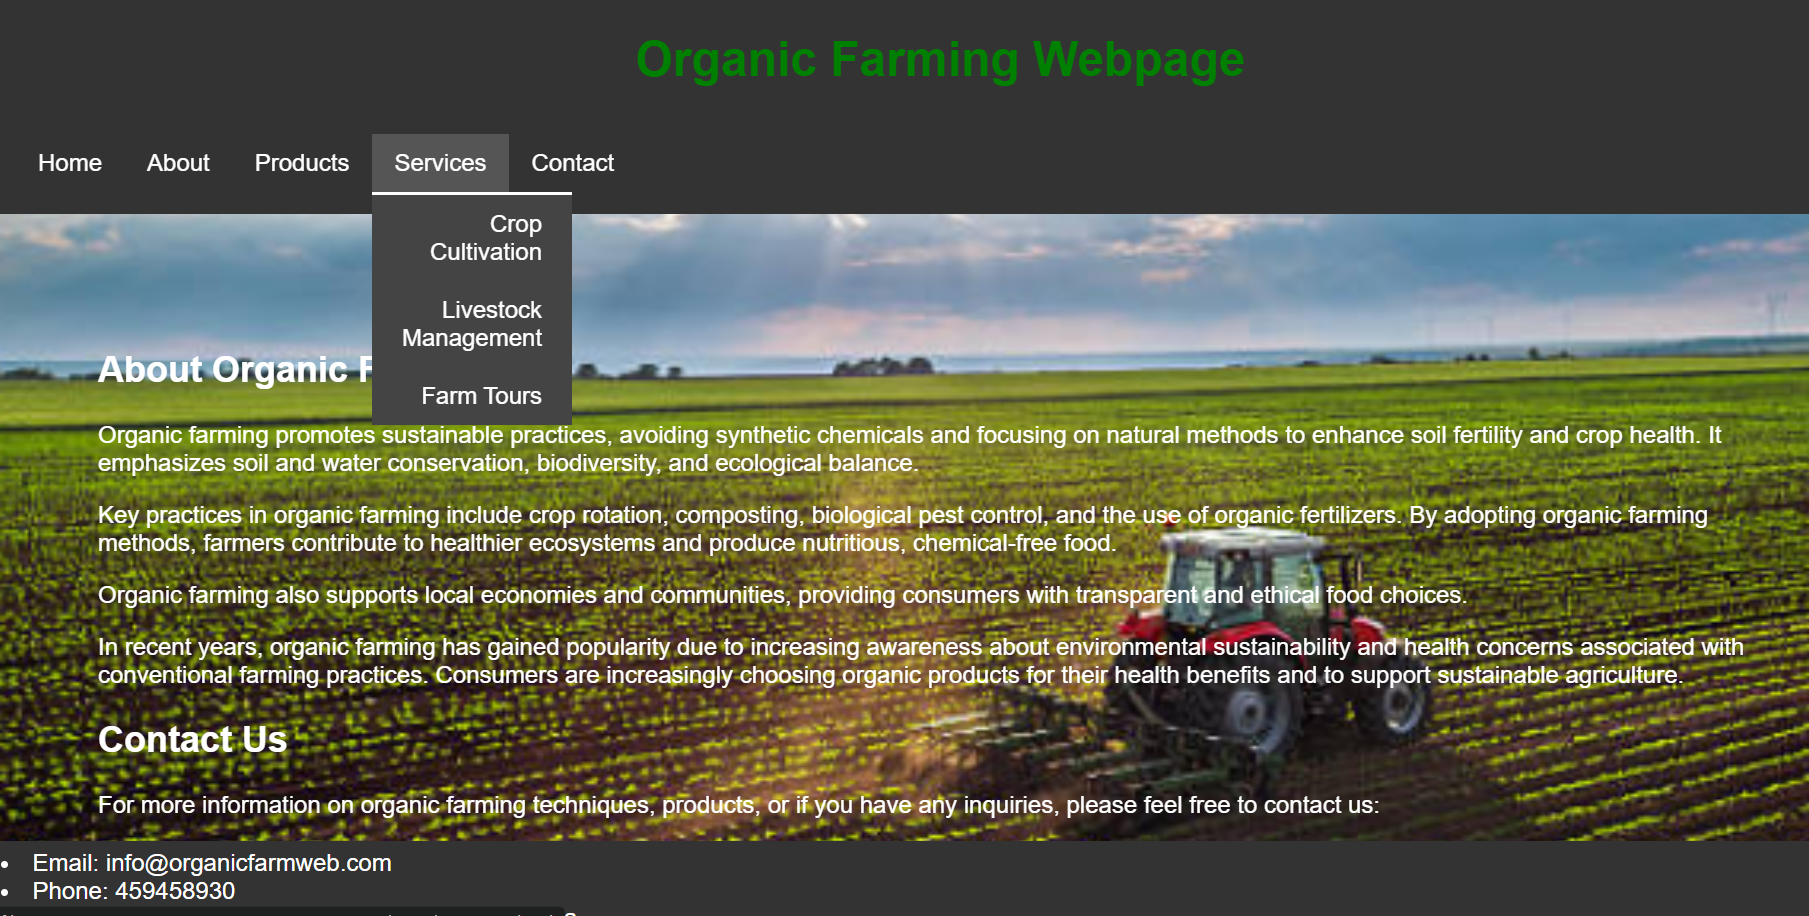 Organic Farming Webpage
Home About Products Services Contact
Crop
Cultivation
Livestock
Management
Farm Tours
About Organic
Organic farming promotes sustainable practices, avoiding synthetic chemicals and focusing on natural methods to enhance soil fertility and crop health. It
emphasizes soil and water conservation, biodiversity, and ecological balance.
Key practices in organic farming include crop rotation, composting, biological pest control, and the use of organic fertilizers. By adopting organic farming
methods, farmers contribute to healthier ecosystems and produce nutritious, chemical-free food.
Organic farming also supports local economies and communities, providing consumers with transparent and ethical food choices.
In recent years, organic farming has gained popularity due to increasing awareness about environmental sustainability and health concerns associated with
conventional farming practices. Consumers are increasingly choosing organic products for their health benefits and to support sustainable agriculture.
Contact Us
For more information on organic farming techniques, products, or if you have any inquiries, please feel free to contact us:
• Email: info@organicfarmweb.com
• Phone: 459458930